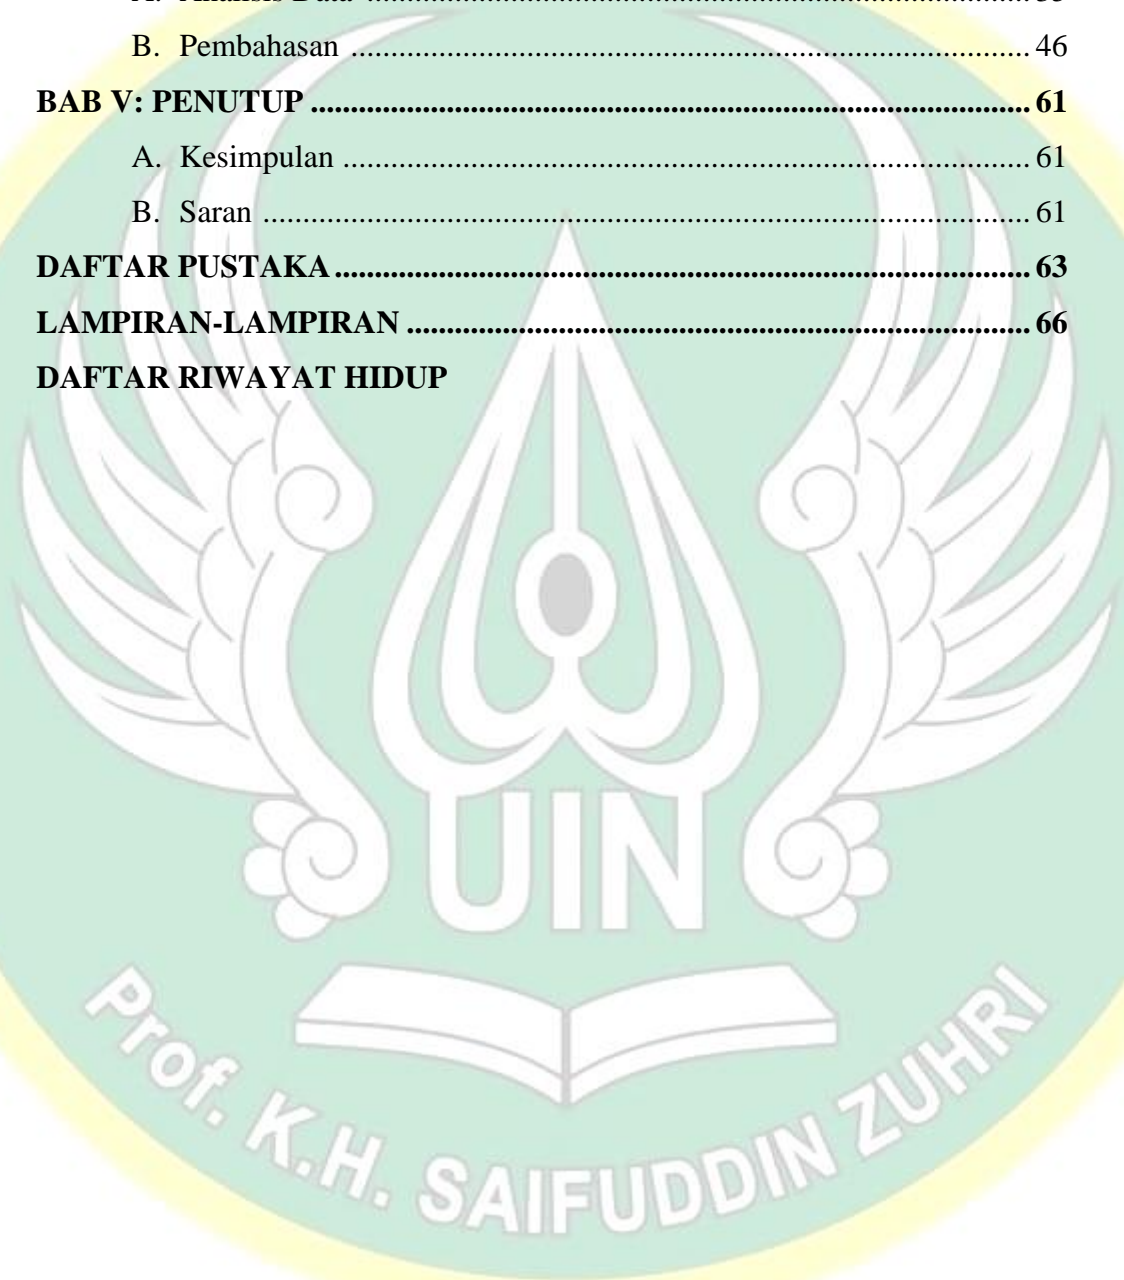 B. Pembahasan ........................................................................................ 46
BAB V: PENUTUP ........................................................................................ 61
A. Kesimpulan ........................................................................................ 61
B. Saran ........................................................................................ 61
DAFTAR PUSTAKA ........................................................................................ 63
LAMPIRAN-LAMPIRAN ........................................................................................ 66
DAFTAR RIWAYAT HIDUP
UIN
Prof. K.H. SAIFUDDIN ZUHRI